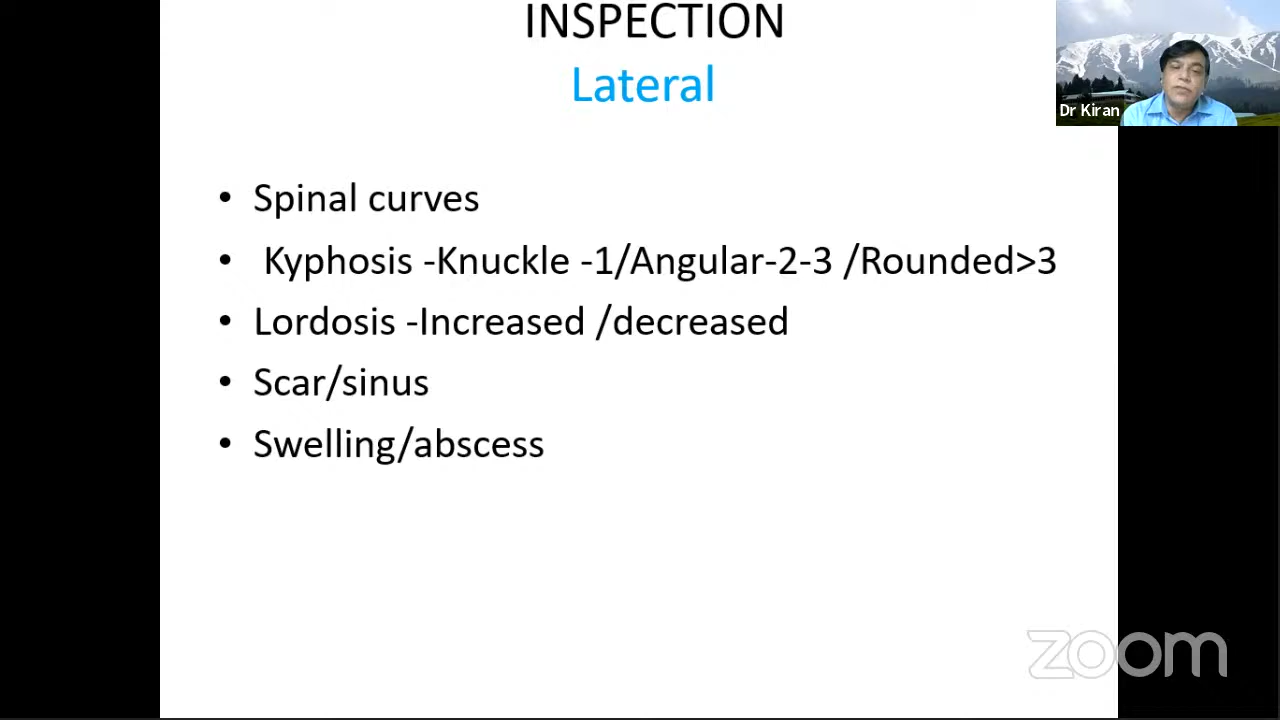 INSPECTION
Lateral
Dr Kiran
• Spinal curves
• Kyphosis -Knuckle -1/Angular-2-3 /Rounded>3
• Lordosis -Increased /decreased
• Scar/sinus
• Swelling/abscess
zoom